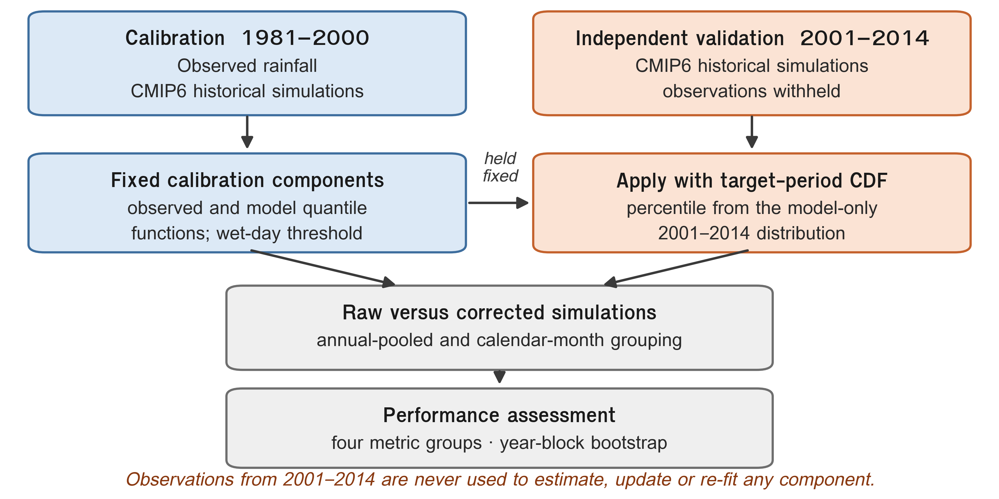 Calibration 1981–2000
Observed rainfall
CMIP6 historical simulations
Independent validation 2001–2014
CMIP6 historical simulations
observations withheld
Fixed calibration components
observed and model quantile
functions; wet-day threshold
held
fixed
Apply with target-period CDF
percentile from the model-only
2001–2014 distribution
Raw versus corrected simulations
annual-pooled and calendar-month grouping
Performance assessment
four metric groups · year-block bootstrap
Observations from 2001–2014 are never used to estimate, update or re-fit any component.